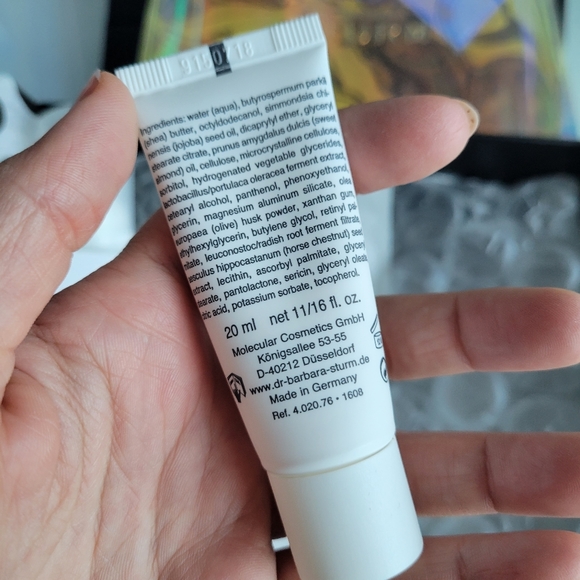 Ingredients: water (aqua), butyrospermum parkii
(shea) butter, octyldodecanol, simmondsia chi-
nensis (jojoba) seed oil, dicaprylyl ether, glyceryl
stearate citrate, prunus amygdalus dulcis (sweet
almond) oil, cellulose, microcrystalline cellulose,
sorbitol, hydrogenated vegetable glycerides,
lactobacillus/portulaca oleracea ferment extract,
stearyl alcohol, panthenol, phenoxyethanol,
glycerin, magnesium aluminum silicate, olea
europaea (olive) husk powder, xanthan gum,
ethylhexylglycerin, butylene glycol, retinyl pal-
mitate, leuconostoc/radish root ferment filtrate,
aesculus hippocastanum (horse chestnut) seed
extract, lecithin, ascorbyl palmitate, glyceryl
stearate, pantolactone, sericin, glyceryl oleate,
citric acid, potassium sorbate, tocopherol.
20 ml net 11/16 fl. oz.
Molecular Cosmetics GmbH
Königsallee 53-55
D-40212 Düsseldorf
www.dr-barbara-sturm.de
Made in Germany
Ref. 4.020.76 • 1608